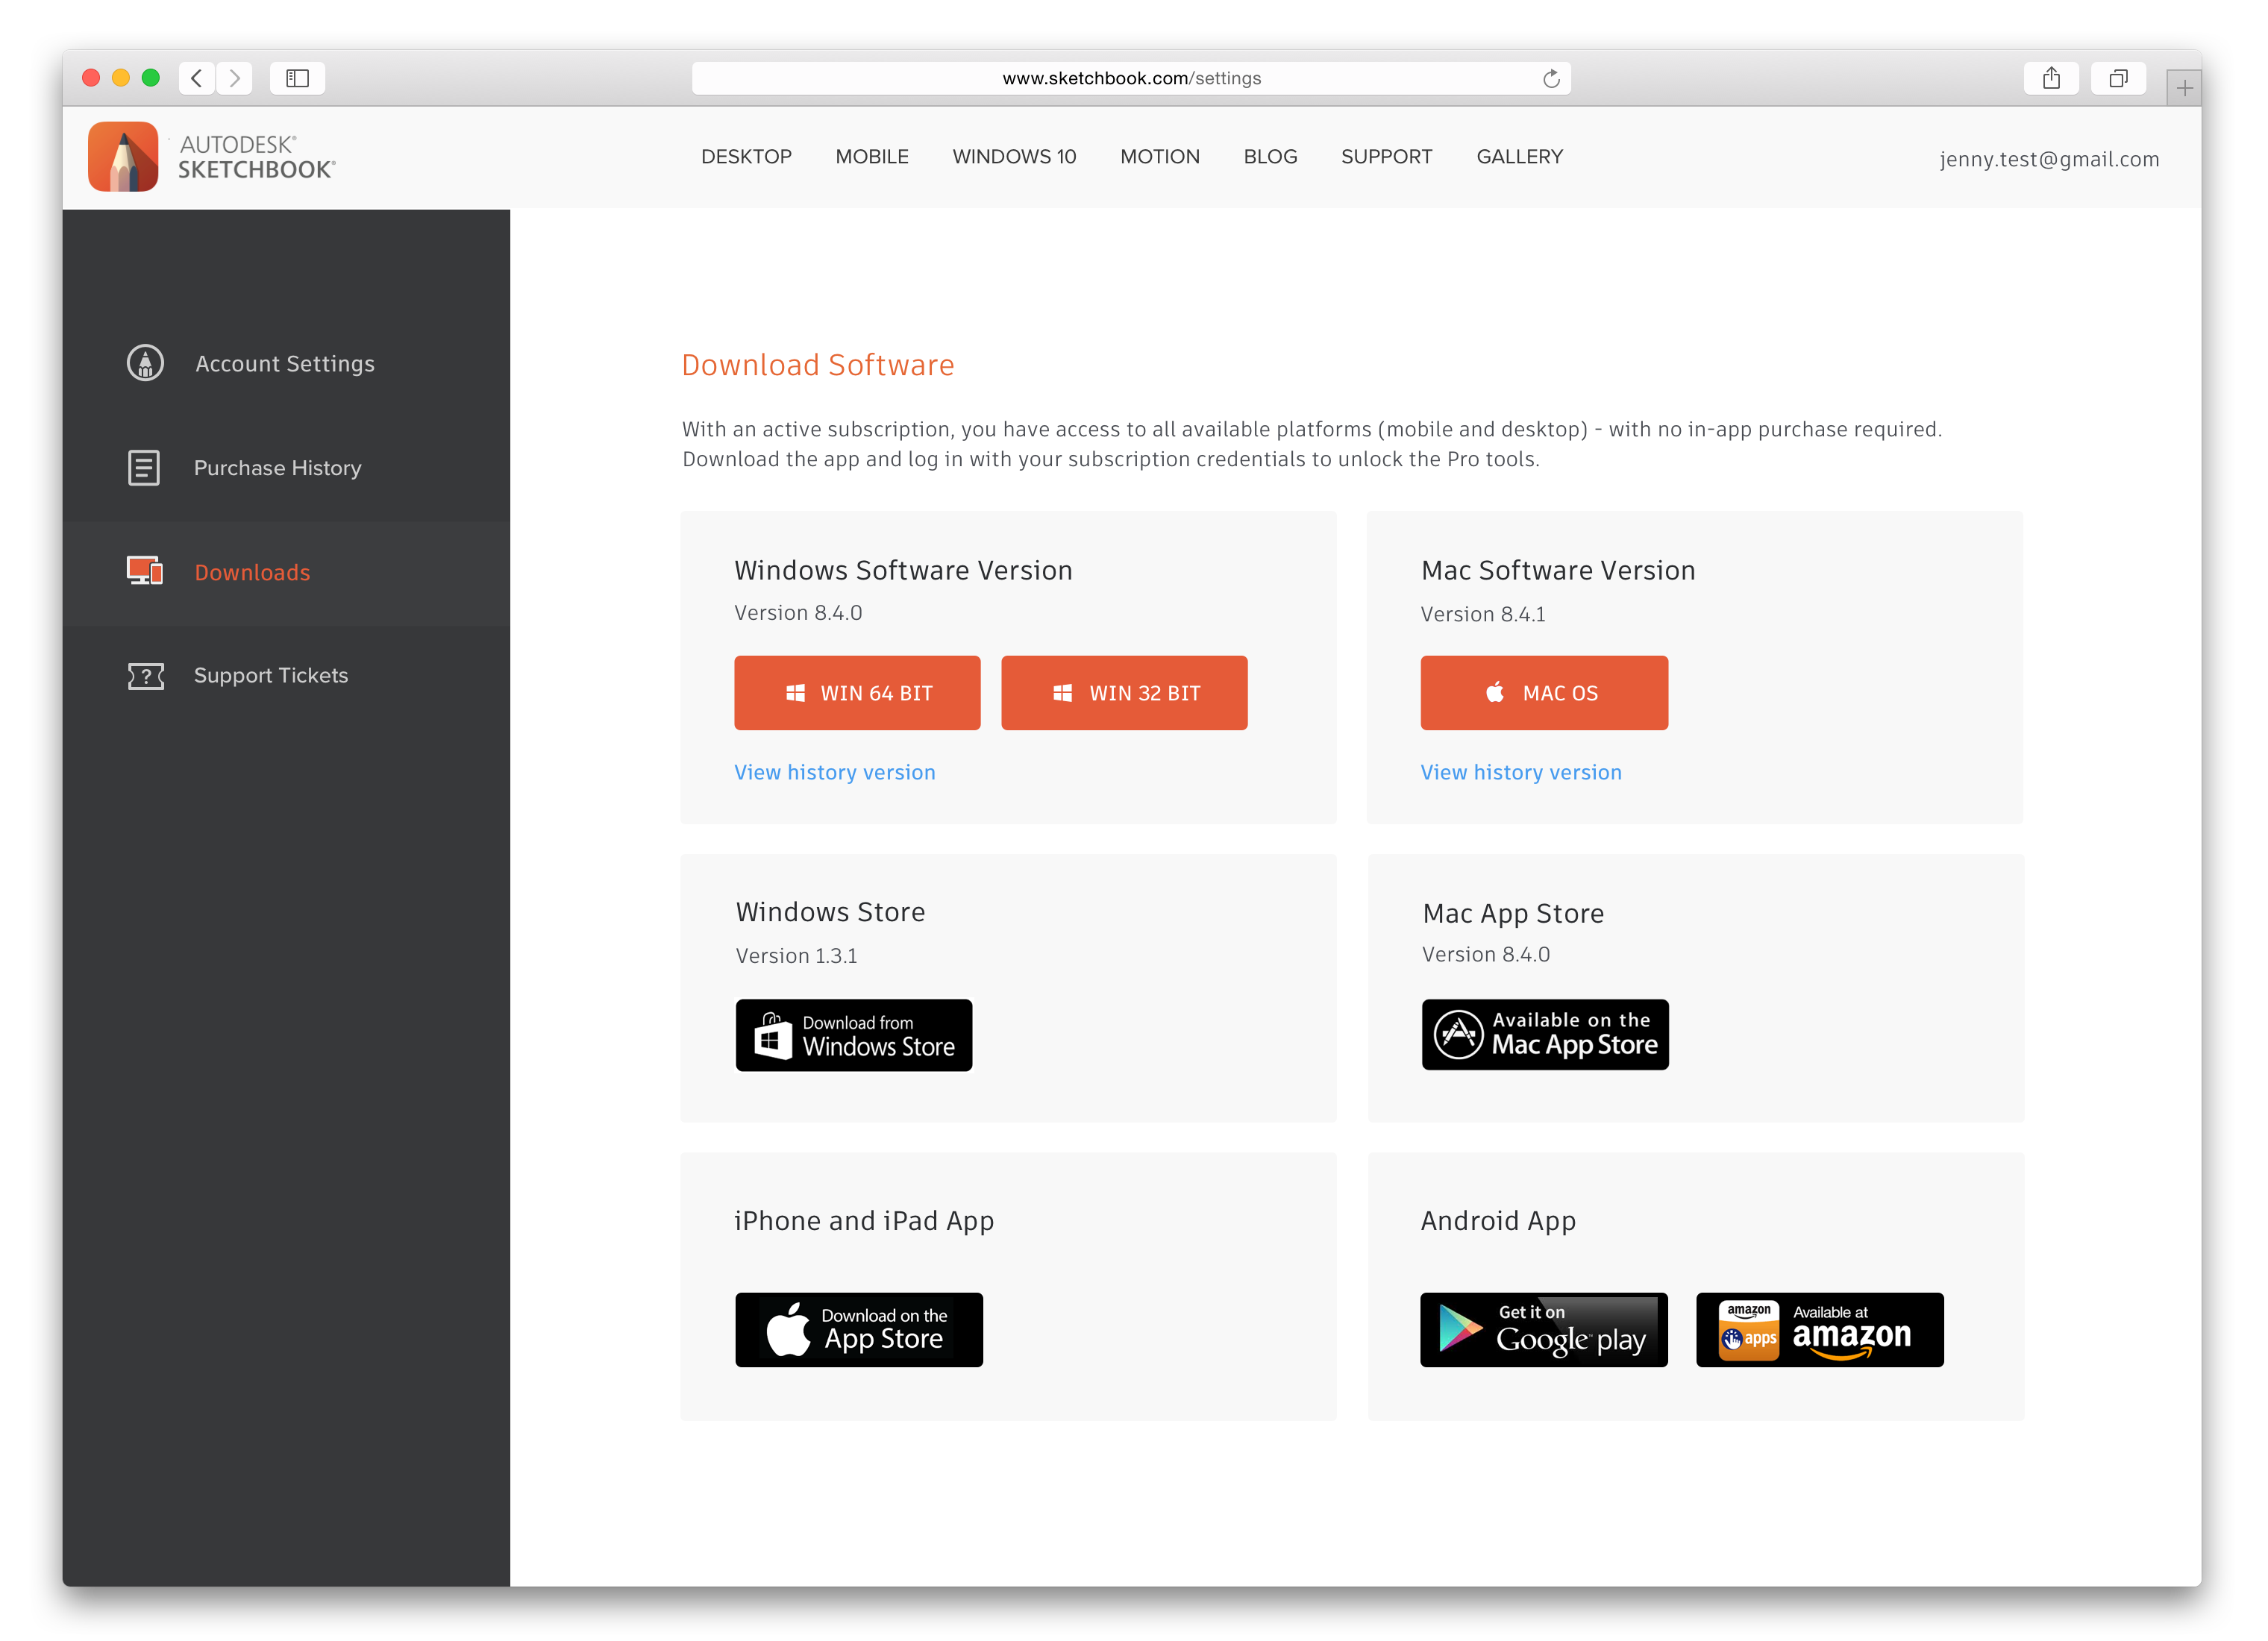 www.sketchbook.com/settings
AUTODESK®
SKETCHBOOK®
DESKTOP MOBILE WINDOWS 10 MOTION BLOG SUPPORT GALLERY
jenny.test@gmail.com
Account Settings
Purchase History
Downloads
Support Tickets
Download Software
With an active subscription, you have access to all available platforms (mobile and desktop) - with no in-app purchase required.
Download the app and log in with your subscription credentials to unlock the Pro tools.
Windows Software Version
Version 8.4.0
WIN 64 BIT
WIN 32 BIT
View history version
Mac Software Version
Version 8.4.1
MAC OS
View history version
Windows Store
Version 1.3.1
Download from
Windows Store
Mac App Store
Version 8.4.0
Available on the
Mac App Store
iPhone and iPad App
Download on the
App Store
Android App
Get it on
Google play
amazon
apps
Available at
amazon